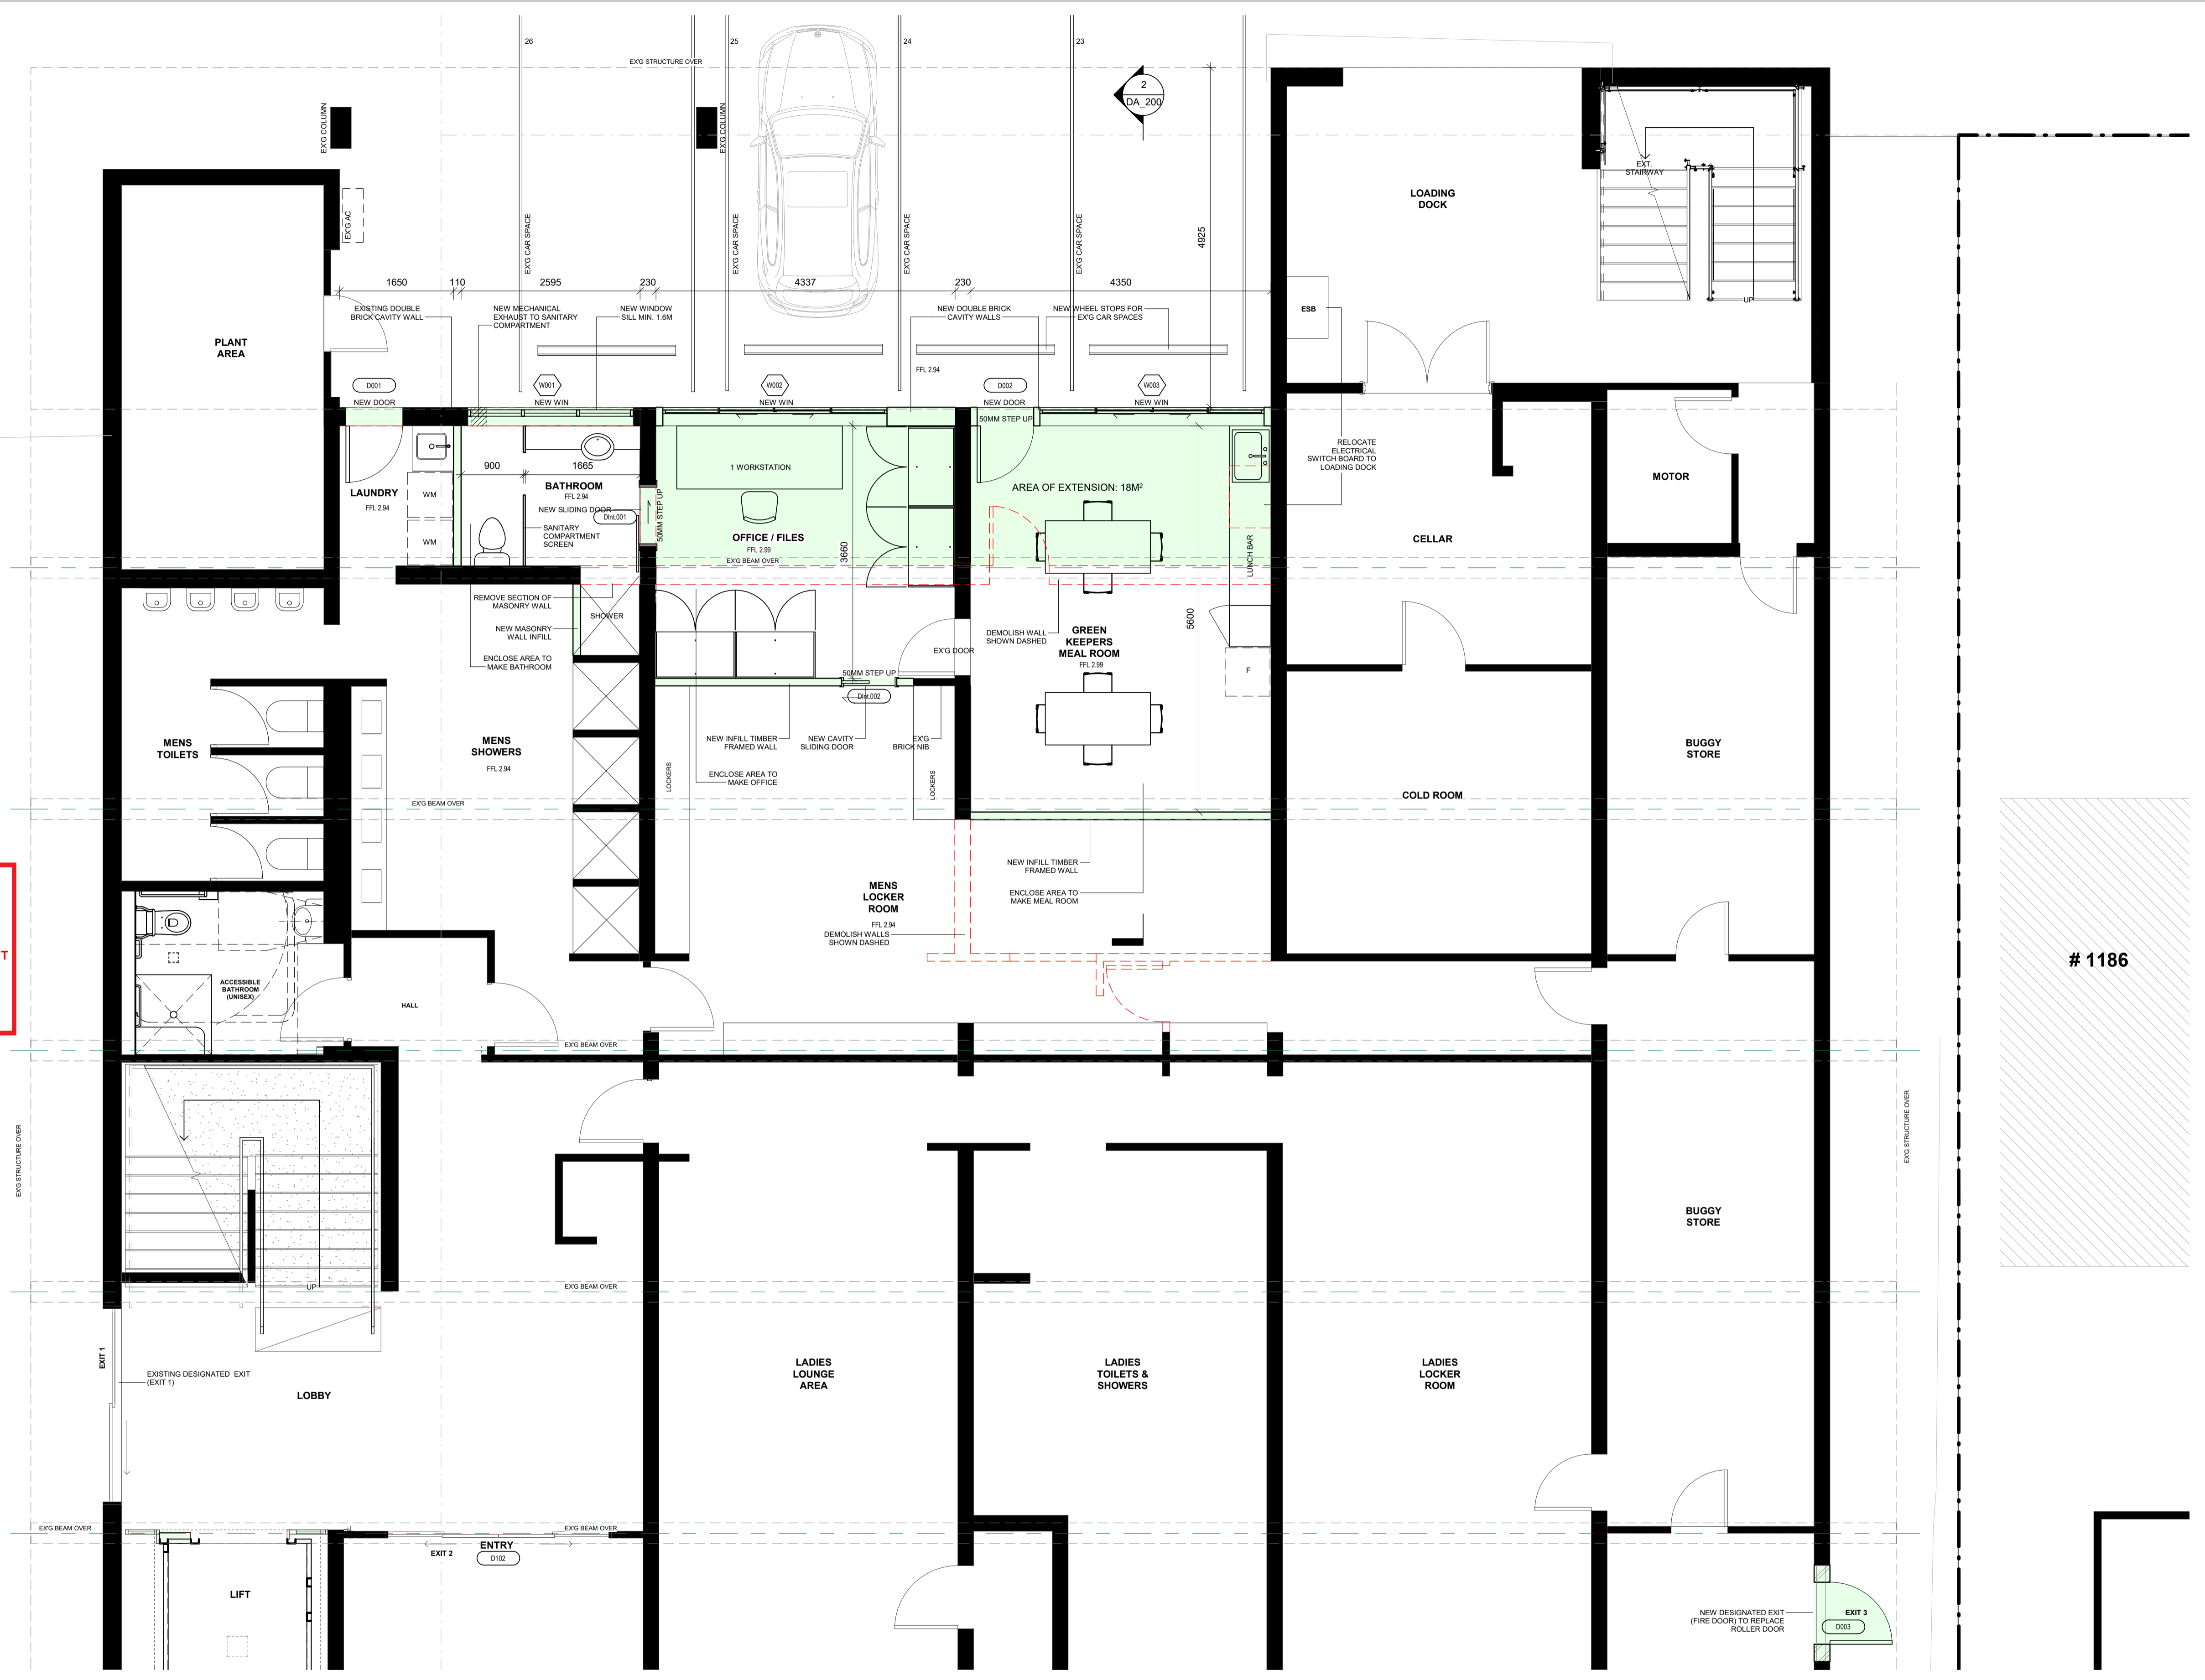 26
25
24
23
EX'G STRUCTURE OVER
2
DA_200
EX'G COLUMN
EX'G COLUMN
EX'G AC
EX'G CAR SPACE
EX'G CAR SPACE
EX'G CAR SPACE
EX'G CAR SPACE
4925
LOADING
DOCK
EXT.
STAIRWAY
UP
1650
110
2595
230
4337
230
4350
EXISTING DOUBLE
BRICK CAVITY WALL
NEW MECHANICAL
EXHAUST TO SANITARY
COMPARTMENT
NEW WINDOW
SILL MIN. 1.6M
NEW DOUBLE BRICK
CAVITY WALLS
NEW WHEEL STOPS FOR
EX'G CAR SPACES
ESB
PLANT
AREA
FFL 2.94
D001
NEW DOOR
W001
NEW WIN
W002
NEW WIN
D002
NEW DOOR
W003
NEW WIN
50MM STEP UP
RELOCATE
ELECTRICAL
SWITCH BOARD TO
LOADING DOCK
MOTOR
900
1665
1 WORKSTATION
LAUNDRY
FFL 2.94
WM
WM
BATHROOM
FFL 2.94
NEW SLIDING DOOR
DInt.001
50MM STEP UP
SANITARY
COMPARTMENT
SCREEN
AREA OF EXTENSION: 18M²
OFFICE / FILES
FFL 2.99
EX'G BEAM OVER
3660
LUNCH BAR
CELLAR
REMOVE SECTION OF
MASONRY WALL
SHOWER
NEW MASONRY
WALL INFILL
ENCLOSE AREA TO
MAKE BATHROOM
DEMOLISH WALL
SHOWN DASHED
GREEN
KEEPERS
MEAL ROOM
FFL 2.99
5600
EX'G DOOR
F
50MM STEP UP
DInt.002
MENS
TOILETS
MENS
SHOWERS
FFL 2.94
NEW INFILL TIMBER
FRAMED WALL
NEW CAVITY
SLIDING DOOR
EX'G
BRICK NIB
ENCLOSE AREA TO
MAKE OFFICE
LOCKERS
LOCKERS
BUGGY
STORE
COLD ROOM
EX'G BEAM OVER
NEW INFILL TIMBER
FRAMED WALL
ENCLOSE AREA TO
MAKE MEAL ROOM
MENS
LOCKER
ROOM
FFL 2.94
DEMOLISH WALLS
SHOWN DASHED
T
# 1186
ACCESSIBLE
BATHROOM
(UNISEX)
HALL
EX'G BEAM OVER
EX'G STRUCTURE OVER
EX'G STRUCTURE OVER
BUGGY
STORE
UP
EX'G BEAM OVER
EXIT 1
EXISTING DESIGNATED EXIT
(EXIT 1)
LOBBY
LADIES
LOUNGE
AREA
LADIES
TOILETS &
SHOWERS
LADIES
LOCKER
ROOM
EX'G BEAM OVER
EX'G BEAM OVER
EXIT 2
ENTRY
D102
LIFT
NEW DESIGNATED EXIT
(FIRE DOOR) TO REPLACE
ROLLER DOOR
EXIT 3
D003